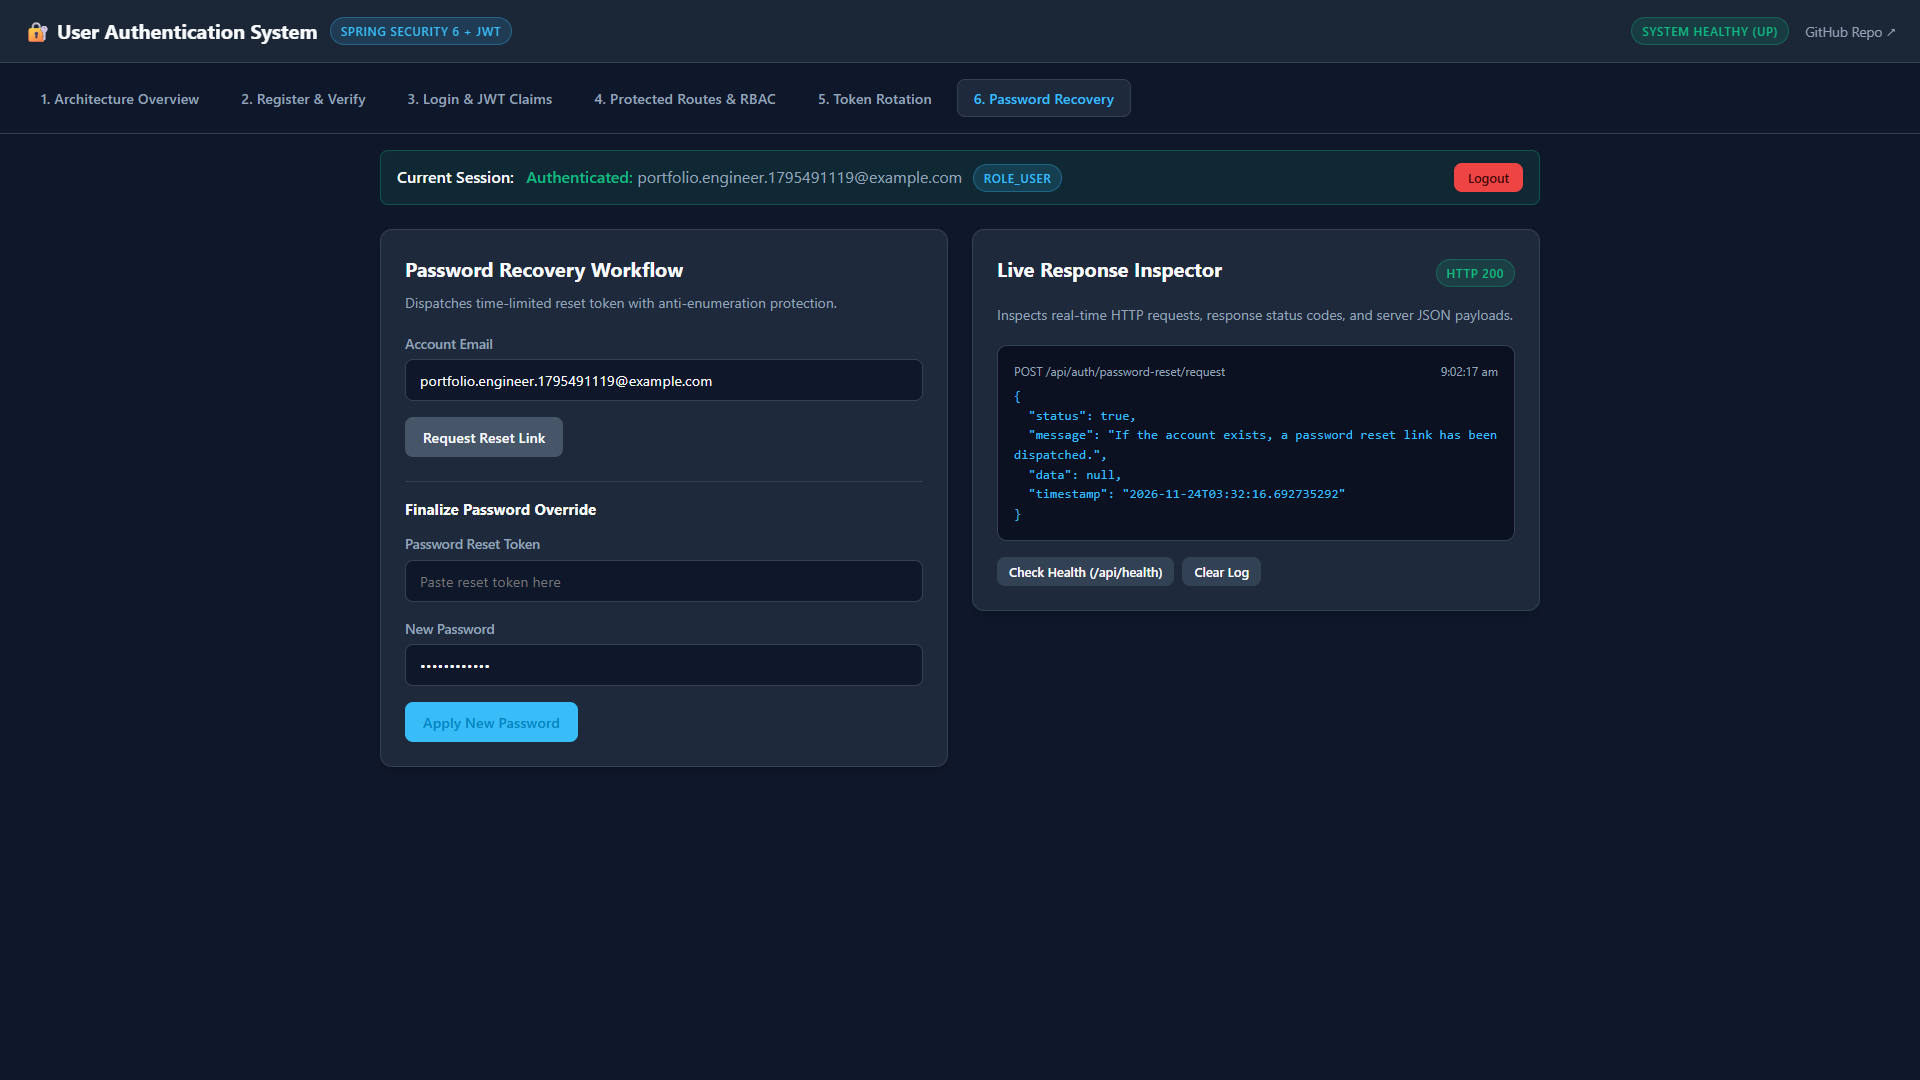 🔐 User Authentication System
SPRING SECURITY 6 + JWT
SYSTEM HEALTHY (UP)
GitHub Repo ↗
1. Architecture Overview
2. Register & Verify
3. Login & JWT Claims
4. Protected Routes & RBAC
5. Token Rotation
6. Password Recovery
Current Session: Authenticated: portfolio.engineer.1795491119@example.com ROLE_USER
Logout
Password Recovery Workflow
Dispatches time-limited reset token with anti-enumeration protection.
Account Email
portfolio.engineer.1795491119@example.com
Request Reset Link
Finalize Password Override
Password Reset Token
Paste reset token here
New Password
••••••••••••
Apply New Password
Live Response Inspector
HTTP 200
Inspects real-time HTTP requests, response status codes, and server JSON payloads.
POST /api/auth/password-reset/request
9:02:17 am
{
"status": true,
"message": "If the account exists, a password reset link has been
dispatched.",
"data": null,
"timestamp": "2026-11-24T03:32:16.692735292"
}
Check Health (/api/health)
Clear Log